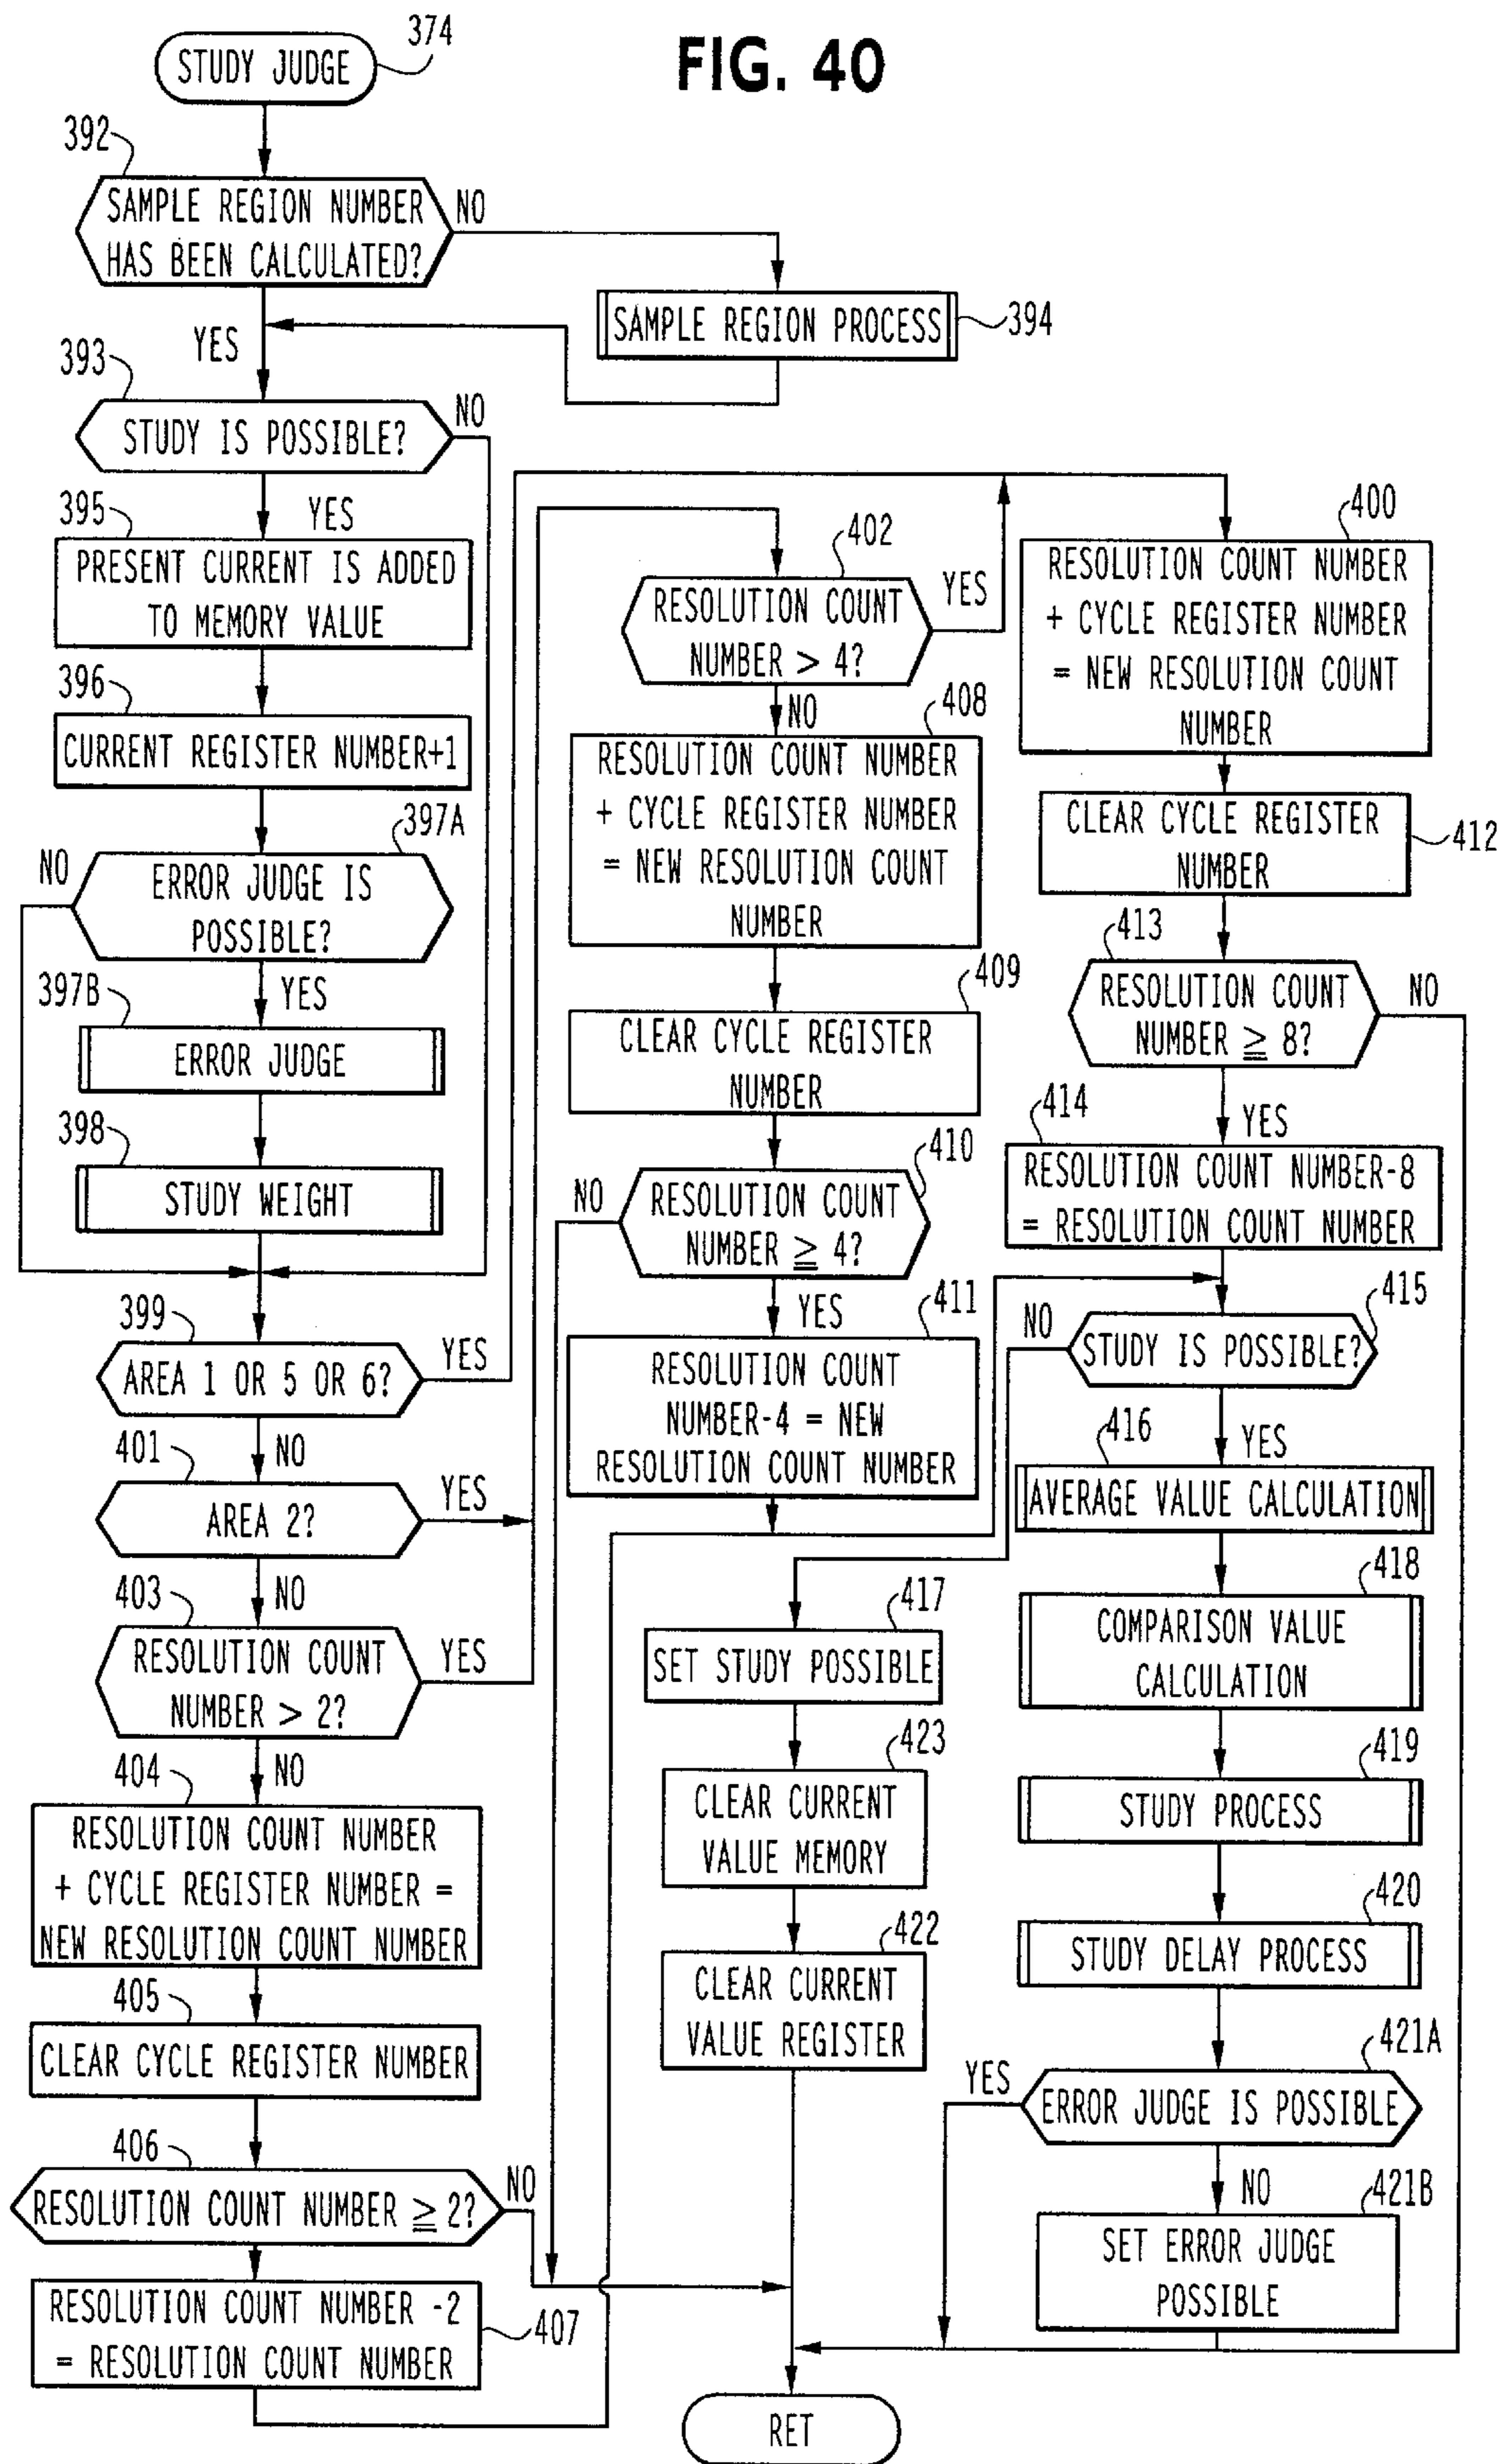 FIG. 40
374
STUDY JUDGE
392
SAMPLE REGION NUMBER
HAS BEEN CALCULATED?
NO
SAMPLE REGION PROCESS
394
YES
393
STUDY IS POSSIBLE?
NO
YES
395
PRESENT CURRENT IS ADDED
TO MEMORY VALUE
396
CURRENT REGISTER NUMBER+1
397A
NO
ERROR JUDGE IS
POSSIBLE?
YES
397B
ERROR JUDGE
398
STUDY WEIGHT
399
AREA 1 OR 5 OR 6?
YES
NO
401
AREA 2?
YES
NO
403
RESOLUTION COUNT
NUMBER > 2?
YES
NO
404
RESOLUTION COUNT NUMBER
+ CYCLE REGISTER NUMBER =
NEW RESOLUTION COUNT NUMBER
405
CLEAR CYCLE REGISTER NUMBER
406
RESOLUTION COUNT NUMBER ≧ 2?
NO
RESOLUTION COUNT NUMBER -2
= RESOLUTION COUNT NUMBER
407
402
RESOLUTION COUNT
NUMBER > 4?
YES
NO
408
RESOLUTION COUNT NUMBER
+ CYCLE REGISTER NUMBER
= NEW RESOLUTION COUNT
NUMBER
409
CLEAR CYCLE REGISTER
NUMBER
410
NO
RESOLUTION COUNT
NUMBER ≧ 4?
YES
411
RESOLUTION COUNT
NUMBER-4 = NEW
RESOLUTION COUNT NUMBER
417
SET STUDY POSSIBLE
423
CLEAR CURRENT
VALUE MEMORY
422
CLEAR CURRENT
VALUE REGISTER
400
RESOLUTION COUNT NUMBER
+ CYCLE REGISTER NUMBER
= NEW RESOLUTION COUNT
NUMBER
CLEAR CYCLE REGISTER
NUMBER
412
413
RESOLUTION COUNT
NUMBER ≧ 8?
NO
YES
414
RESOLUTION COUNT NUMBER-8
= RESOLUTION COUNT NUMBER
415
NO
STUDY IS POSSIBLE?
YES
416
AVERAGE VALUE CALCULATION
418
COMPARISON VALUE
CALCULATION
419
STUDY PROCESS
420
STUDY DELAY PROCESS
421A
YES
ERROR JUDGE IS POSSIBLE
NO
421B
SET ERROR JUDGE
POSSIBLE
RET